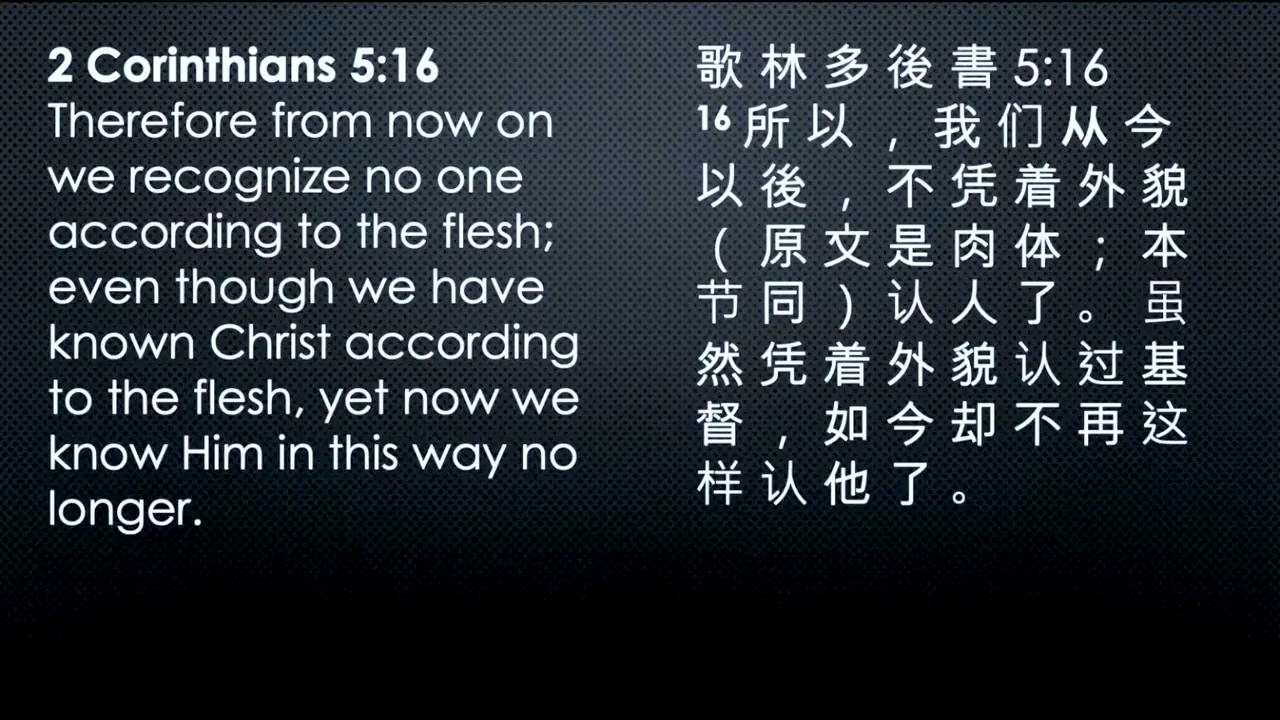 2 Corinthians 5:16
Therefore from now on
we recognize no one
according to the flesh;
even though we have
known Christ according
to the flesh, yet now we
know Him in this way no
longer.
歌林多後書 5:16
16 所以，我们从今
以後，不凭着外貌
（原文是肉体；本
节同）认人了。虽
然凭着外貌认过基
督，如今却不再这
样认他了。